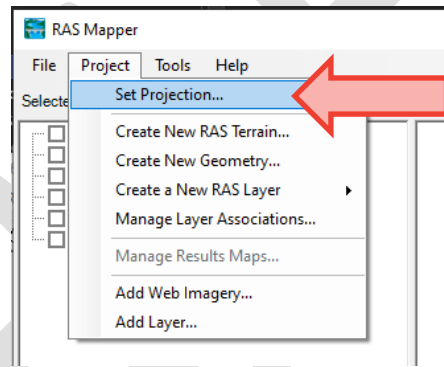 RAS Mapper
File Project Tools Help
Selecte
Set Projection...
Create New RAS Terrain...
Create New Geometry...
Create a New RAS Layer
Manage Layer Associations...
Manage Results Maps...
Add Web Imagery...
Add Layer...